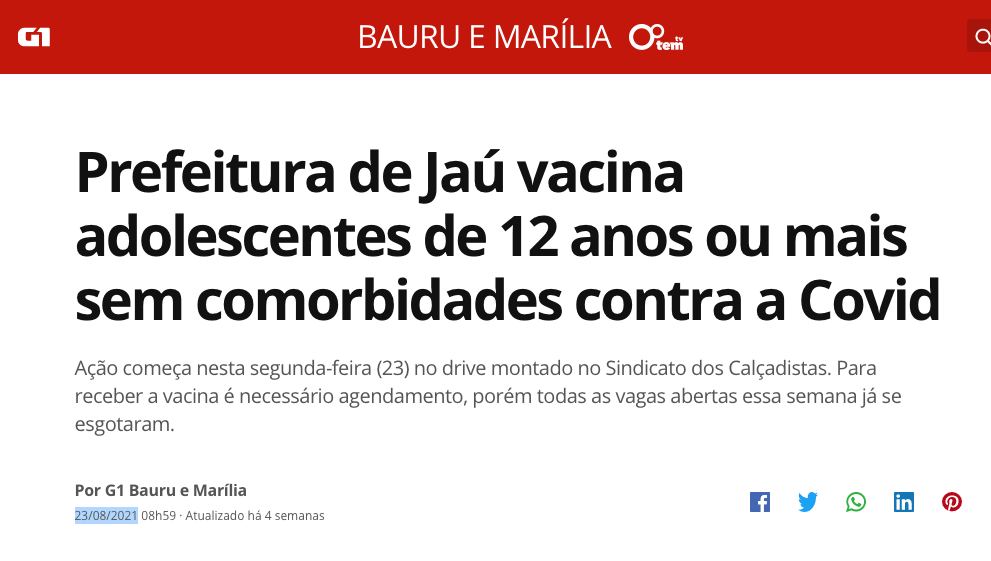 G1
BAURU E MARÍLIA tv tem
Prefeitura de Jaú vacina
adolescentes de 12 anos ou mais
sem comorbidades contra a Covid
Ação começa nesta segunda-feira (23) no drive montado no Sindicato dos Calçadistas. Para
receber a vacina é necessário agendamento, porém todas as vagas abertas essa semana já se
esgotaram.
Por G1 Bauru e Marília
23/08/2021 08h59 · Atualizado há 4 semanas